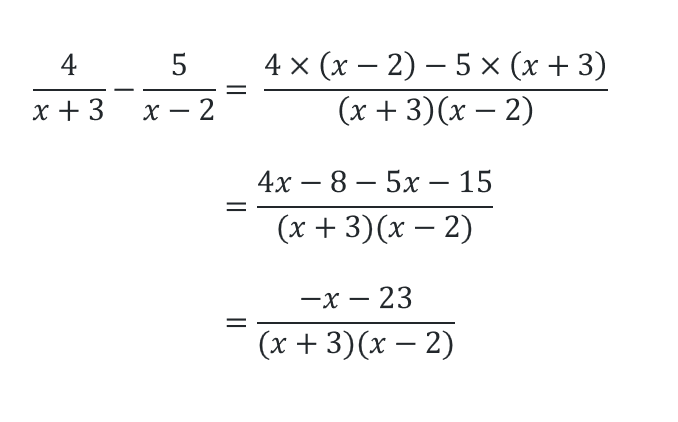 4/(x + 3) − 5/(x − 2) = (4 × (x − 2) − 5 × (x + 3))/((x + 3)(x − 2))
= (4x − 8 − 5x − 15)/((x + 3)(x − 2))
= (−x − 23)/((x + 3)(x − 2))